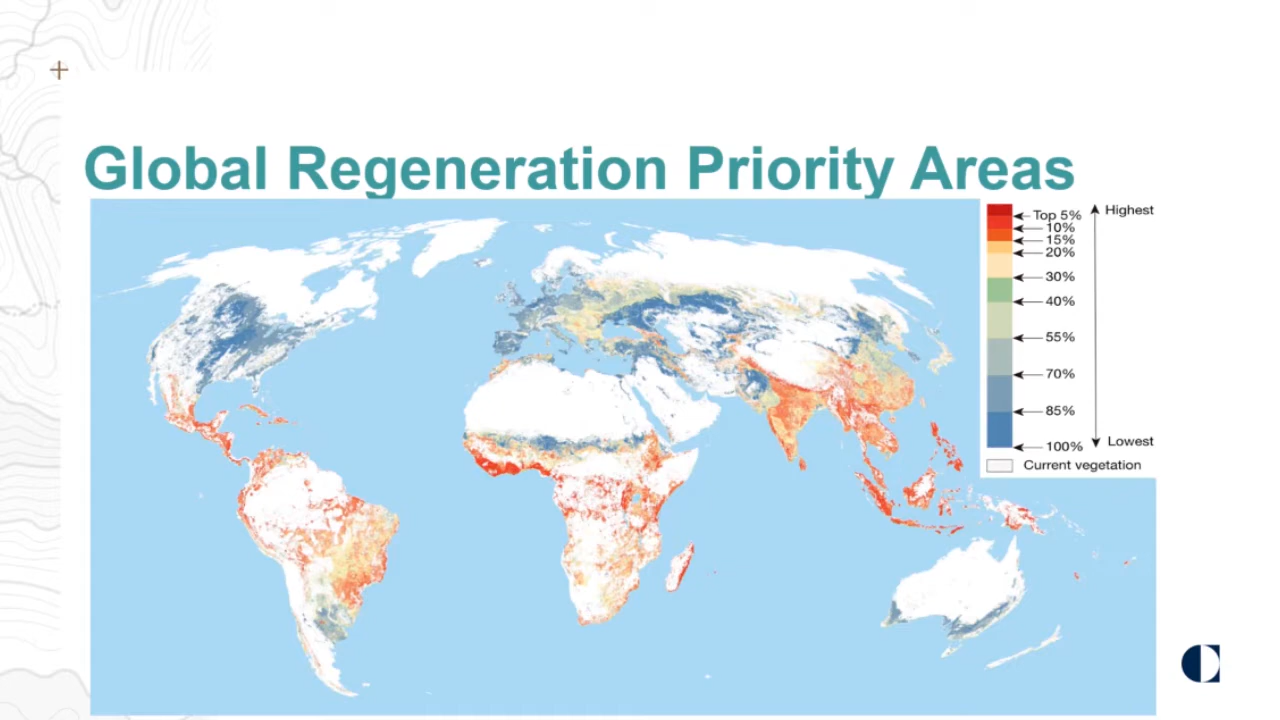 Global Regeneration Priority Areas
Highest
Top 5%
10%
15%
20%
30%
40%
55%
70%
85%
Lowest
100%
Current vegetation